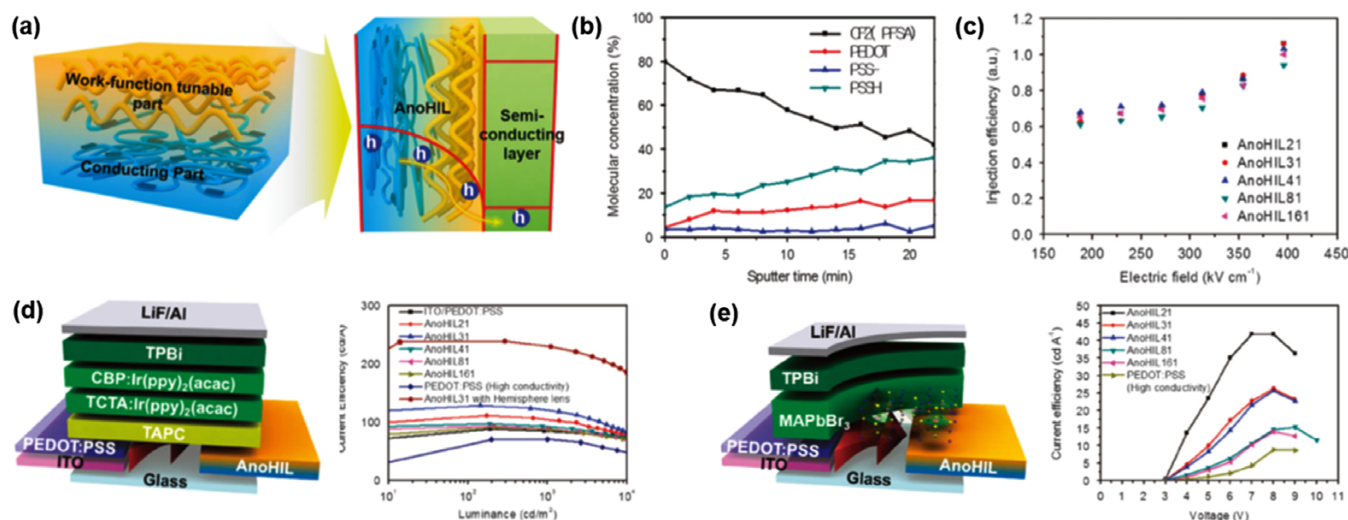 (a)
Work-function tunable
part
Conducting Part
AnoHIL
h
h
h
h
Semi-
conducting
layer
(b)
Molecular concentration (%)
100
80
60
40
20
0
CF2( PFSA)
PEDOT
PSS-
PSSH
0
5
10
15
20
Sputter time (min)
(c)
Injection efficiency (a.u.)
1.2
1.0
0.8
0.6
0.4
0.2
0.0
AnoHIL21
AnoHIL31
AnoHIL41
AnoHIL81
AnoHIL161
150
200
250
300
350
400
450
Electric field (kV cm⁻¹)
(d)
LiF/Al
TPBi
CBP:Ir(ppy)₂(acac)
TCTA:Ir(ppy)₂(acac)
TAPC
PEDOT:PSS
ITO
Glass
AnoHIL
Current Efficiency (cd/A)
300
200
100
0
ITO/PEDOT:PSS
AnoHIL21
AnoHIL31
AnoHIL41
AnoHIL81
AnoHIL161
PEDOT:PSS (High conductivity)
AnoHIL31 with Hemisphere lens
10¹
10²
10³
10⁴
Luminance (cd/m²)
(e)
LiF/Al
TPBi
MAPbBr₃
PEDOT:PSS
ITO
Glass
AnoHIL
Current efficiency (cd A⁻¹)
50
45
40
35
30
25
20
15
10
5
0
AnoHIL21
AnoHIL31
AnoHIL41
AnoHIL81
AnoHIL161
PEDOT:PSS
(High conductivity)
0 1 2 3 4 5 6 7 8 9 10 11
Voltage (V)